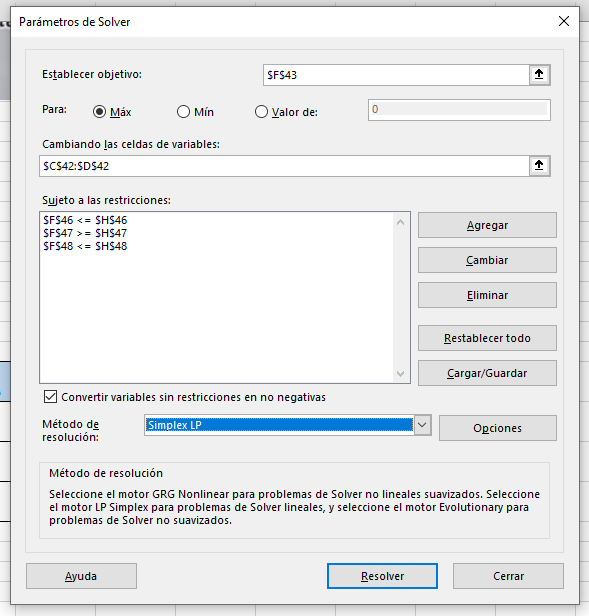 Parámetros de Solver
Establecer objetivo:
$F$43
Para:
Máx
Mín
Valor de:
0
Cambiando las celdas de variables:
$C$42:$D$42
Sujeto a las restricciones:
$F$46 <= $H$46
$F$47 >= $H$47
$F$48 <= $H$48
Agregar
Cambiar
Eliminar
Restablecer todo
Cargar/Guardar
Convertir variables sin restricciones en no negativas
Método de
resolución:
Simplex LP
Opciones
Método de resolución
Seleccione el motor GRG Nonlinear para problemas de Solver no lineales suavizados. Seleccione
el motor LP Simplex para problemas de Solver lineales, y seleccione el motor Evolutionary para
problemas de Solver no suavizados.
Ayuda
Resolver
Cerrar